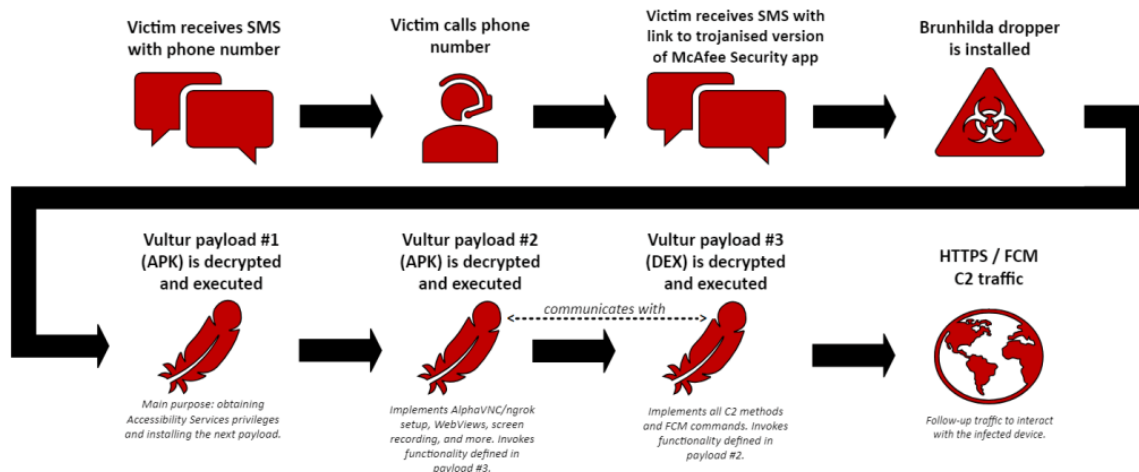 Victim receives SMS
with phone number
Victim calls phone
number
Victim receives SMS with
link to trojanised version
of McAfee Security app
Brunhilda dropper
is installed
Vultur payload #1
(APK) is decrypted
and executed
Main purpose: obtaining
Accessibility Services privileges
and installing the next payload.
Vultur payload #2
(APK) is decrypted
and executed
communicates with
Implements AlphaVNC/ngrok
setup, WebViews, screen
recording, and more. Invokes
functionality defined in
payload #3.
Vultur payload #3
(DEX) is decrypted
and executed
Implements all C2 methods
and FCM commands. Invokes
functionality defined in
payload #2.
HTTPS / FCM
C2 traffic
Follow-up traffic to interact
with the infected device.